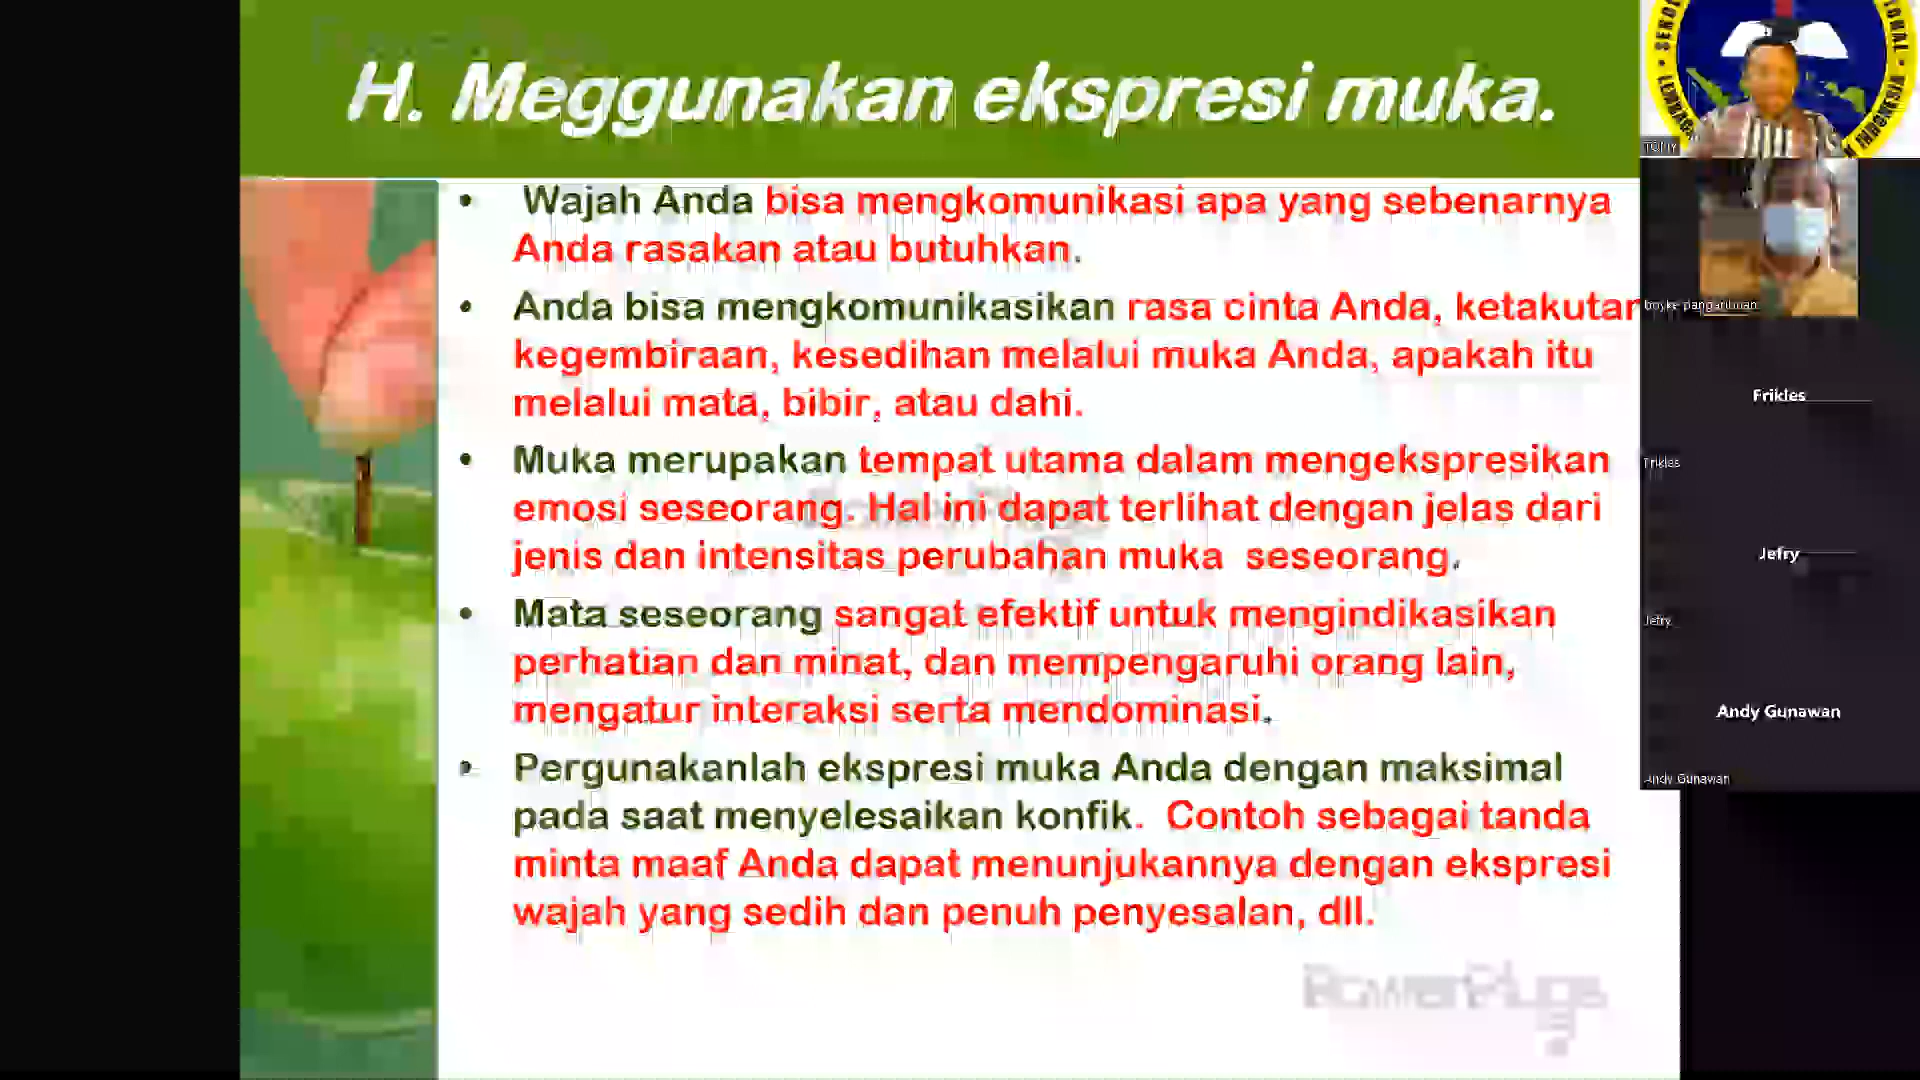 H. Meggunakan ekspresi muka.
• Wajah Anda bisa mengkomunikasi apa yang sebenarnya
Anda rasakan atau butuhkan.
• Anda bisa mengkomunikasikan rasa cinta Anda, ketakutan
kegembiraan, kesedihan melalui muka Anda, apakah itu
melalui mata, bibir, atau dahi.
• Muka merupakan tempat utama dalam mengekspresikan
emosi seseorang. Hal ini dapat terlihat dengan jelas dari
jenis dan intensitas perubahan muka seseorang.
• Mata seseorang sangat efektif untuk mengindikasikan
perhatian dan minat, dan mempengaruhi orang lain,
mengatur interaksi serta mendominasi.
• Pergunakanlah ekspresi muka Anda dengan maksimal
pada saat menyelesaikan konfik. Contoh sebagai tanda
minta maaf Anda dapat menunjukannya dengan ekspresi
wajah yang sedih dan penuh penyesalan, dll.
PowerPlugs
TONY
boyke pangaribuan
Frikles
Frikles
Jefry
Jefry
Andy Gunawan
Andy Gunawan